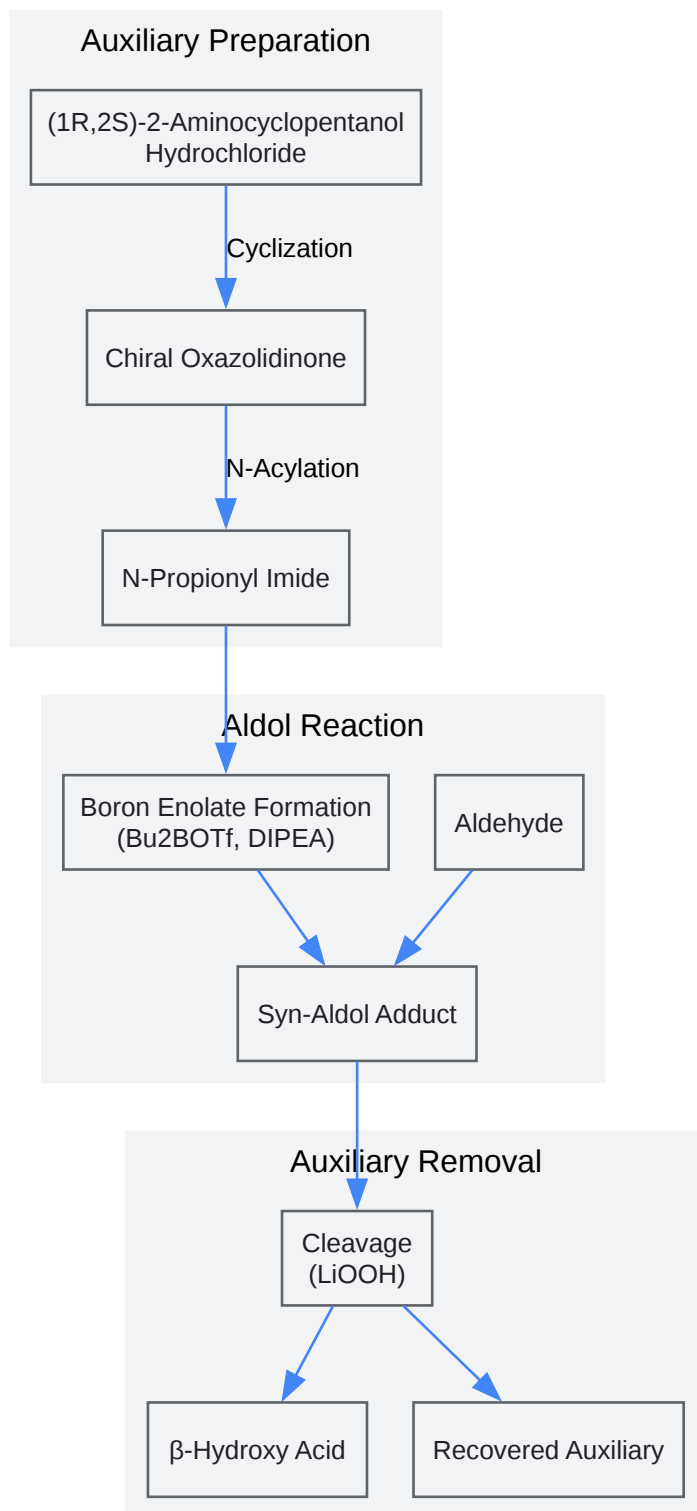 Auxiliary Preparation
(1R,2S)-2-Aminocyclopentanol
Hydrochloride
Cyclization
Chiral Oxazolidinone
N-Acylation
N-Propionyl Imide
Aldol Reaction
Boron Enolate Formation
(Bu2BOTf, DIPEA)
Aldehyde
Syn-Aldol Adduct
Auxiliary Removal
Cleavage
(LiOOH)
β-Hydroxy Acid
Recovered Auxiliary